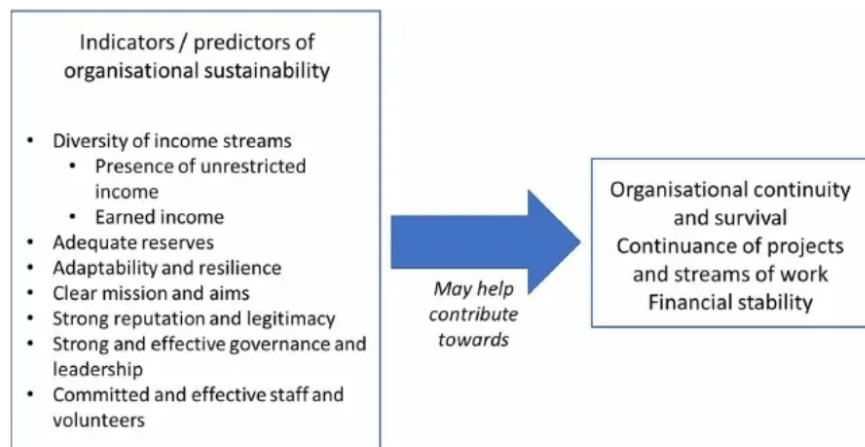 Indicators / predictors of
organisational sustainability
• Diversity of income streams
• Presence of unrestricted
income
• Earned income
• Adequate reserves
• Adaptability and resilience
• Clear mission and aims
• Strong reputation and legitimacy
• Strong and effective governance and
leadership
• Committed and effective staff and
volunteers
May help
contribute
towards
Organisational continuity
and survival
Continuance of projects
and streams of work
Financial stability